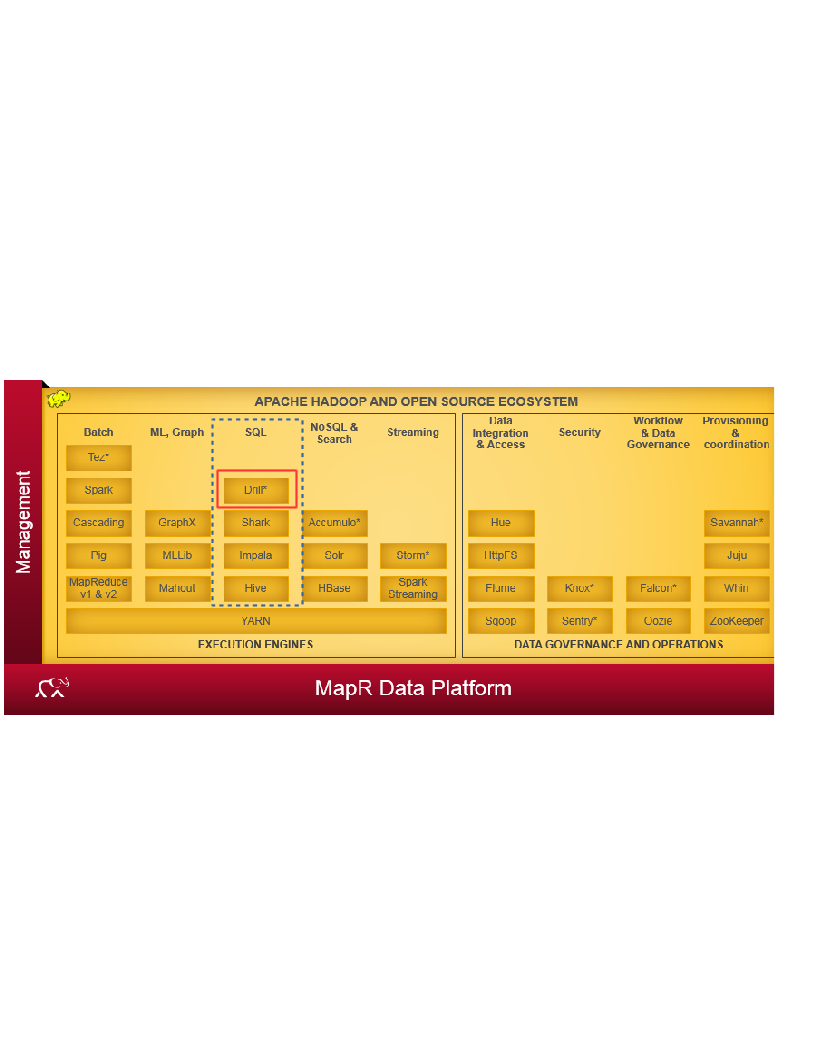 APACHE HADOOP AND OPEN SOURCE ECOSYSTEM
Management
Batch
ML, Graph
SQL
NoSQL &
Search
Streaming
Tez*
Spark
Drill*
Cascading
GraphX
Shark
Accumulo*
Pig
MLLib
Impala
Solr
Storm*
MapReduce
v1 & v2
Mahout
Hive
HBase
Spark
Streaming
YARN
EXECUTION ENGINES
Data
Integration
& Access
Security
Workflow
& Data
Governance
Provisioning
&
coordination
Hue
Savannah*
HttpFS
Juju
Flume
Knox*
Falcon*
Whirr
Sqoop
Sentry*
Oozie
ZooKeeper
DATA GOVERNANCE AND OPERATIONS
MapR Data Platform